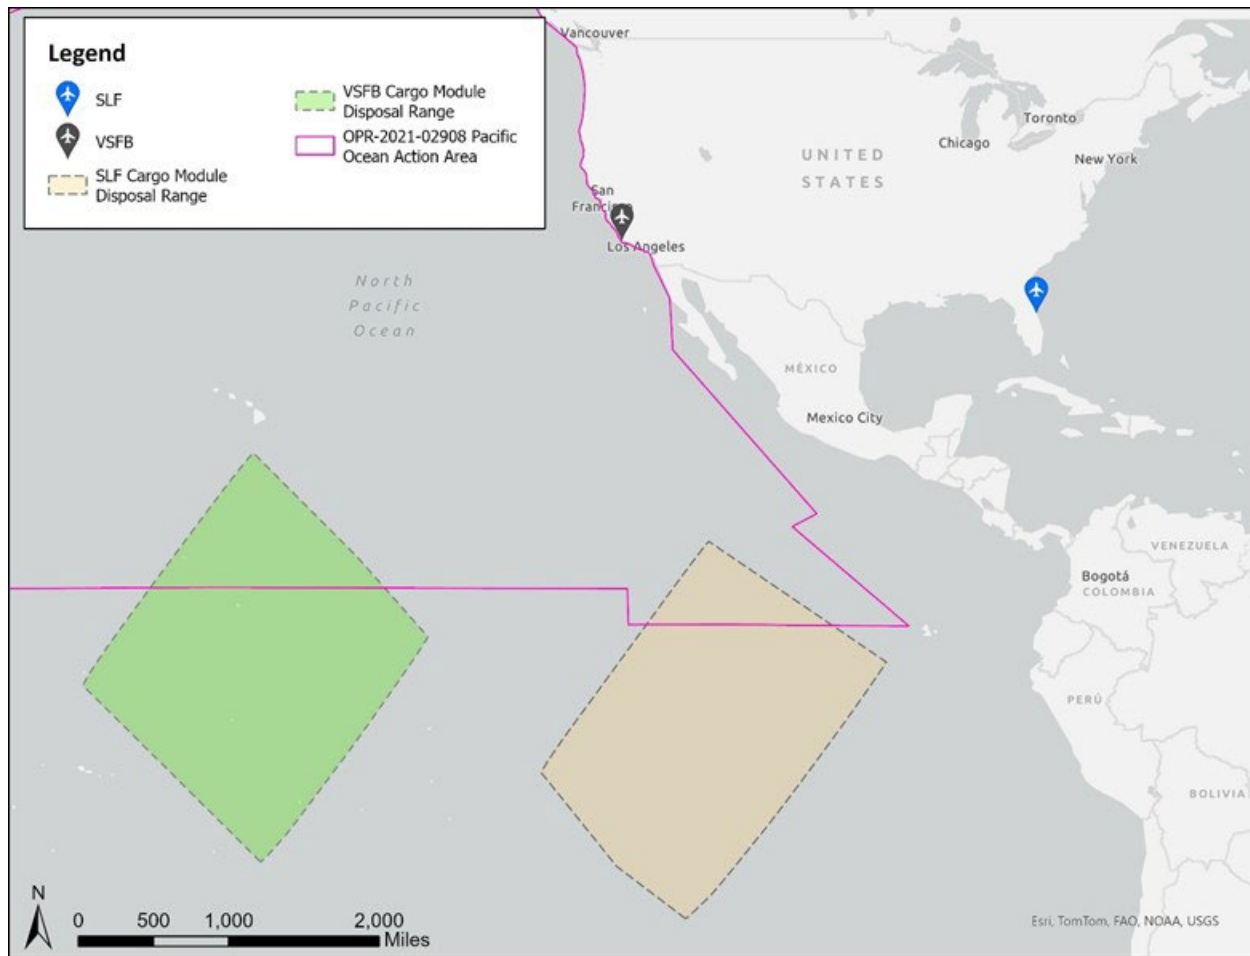 Legend
SLF
VSFB
SLF Cargo Module
Disposal Range
VSFB Cargo Module
Disposal Range
OPR-2021-02908 Pacific
Ocean Action Area
Vancouver
Toronto
Chicago
New York
UNITED
STATES
San
Francisco
Los Angeles
North
Pacific
Ocean
MÉXICO
Mexico City
VENEZUELA
Bogotá
COLOMBIA
PERÚ
BOLIVIA
N
0 500 1,000 2,000
Miles
Esri, TomTom, FAO, NOAA, USGS